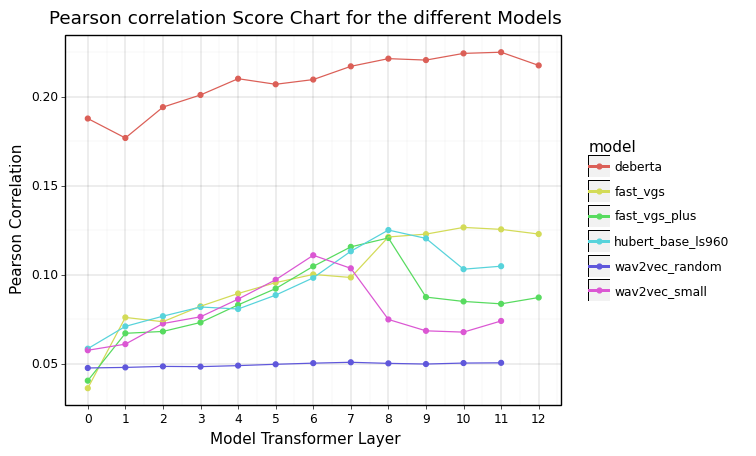 Pearson correlation Score Chart for the different Models
0.20
0.15
0.10
0.05
Pearson Correlation
0 1 2 3 4 5 6 7 8 9 10 11 12
Model Transformer Layer
model
deberta
fast_vgs
fast_vgs_plus
hubert_base_ls960
wav2vec_random
wav2vec_small